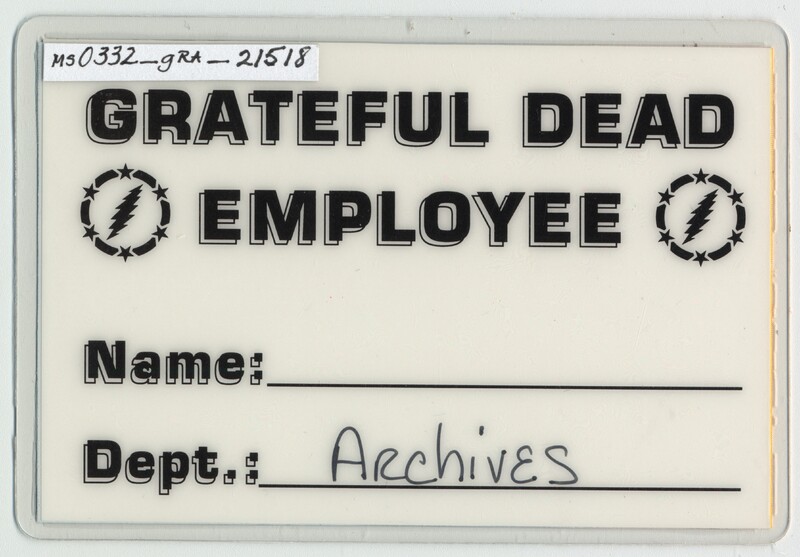 MS0332_gRA_21518
GRATEFUL DEAD
EMPLOYEE
Name:
Dept.: Archives